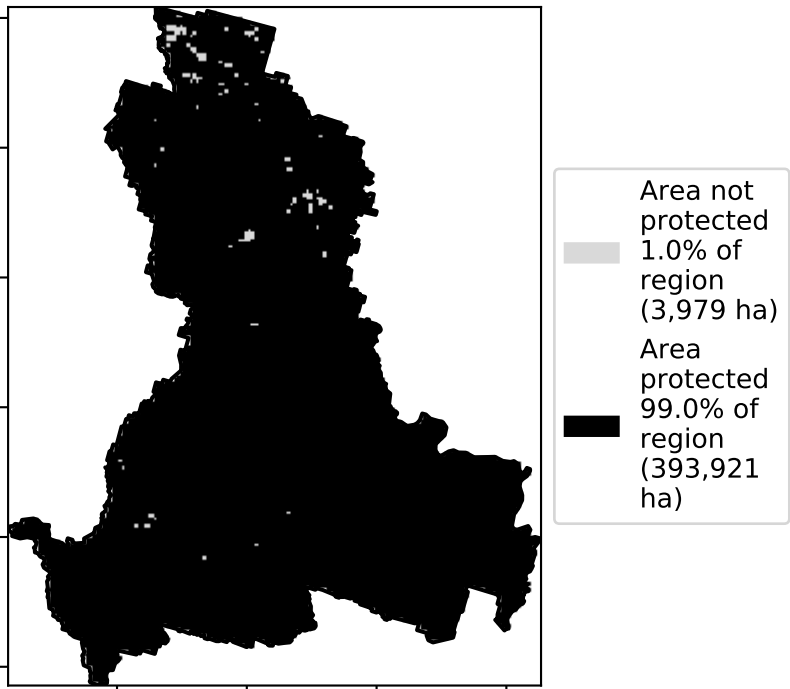 Area not
protected
1.0% of
region
(3,979 ha)
Area
protected
99.0% of
region
(393,921
ha)